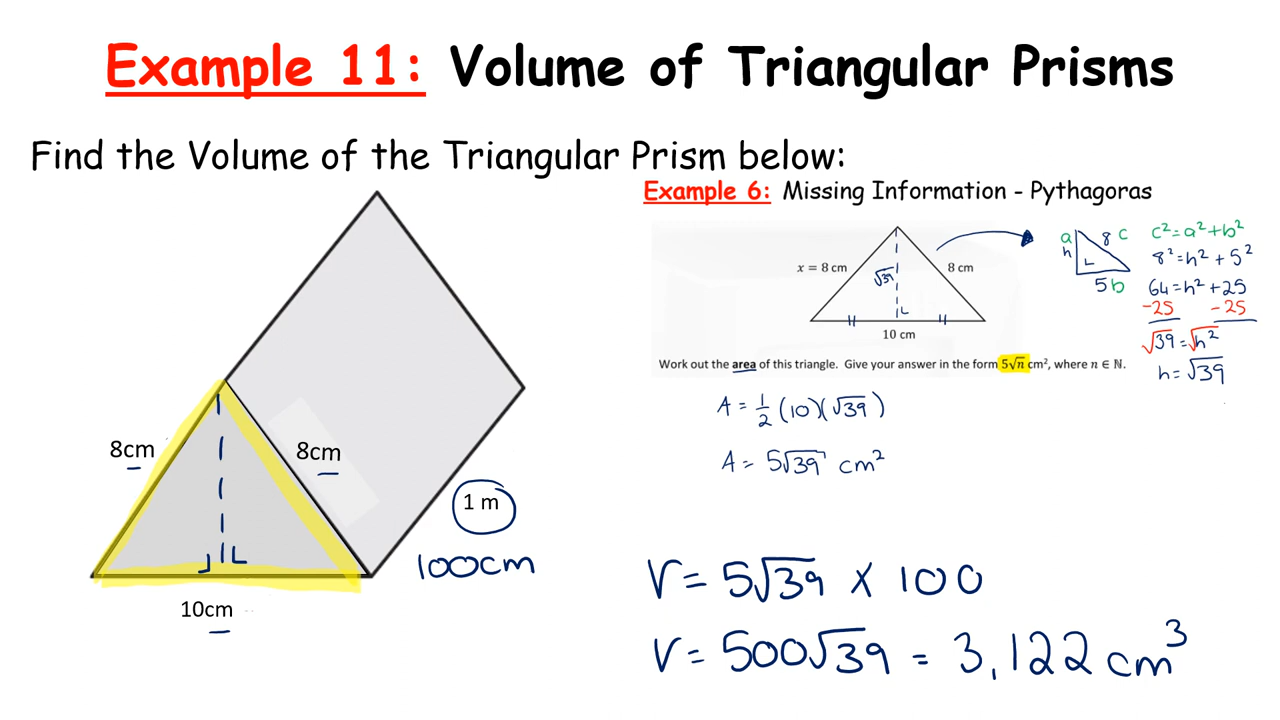 Example 11: Volume of Triangular Prisms
Find the Volume of the Triangular Prism below:
8cm
8cm
1 m
100cm
10cm
Example 6: Missing Information - Pythagoras
x = 8 cm
√39
8 cm
10 cm
a
8 c
h
5 b
c² = a² + b²
8² = h² + 5²
64 = h² + 25
-25 -25
√39 = √h²
h = √39
Work out the area of this triangle. Give your answer in the form 5√n cm², where n ∈ ℕ.
A = 1/2 (10)(√39)
A = 5√39 cm²
V = 5√39 × 100
V = 500√39 = 3,122 cm³